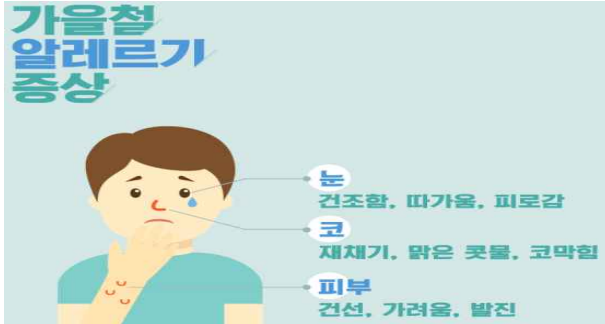 가을철
알레르기
증상
눈
건조함, 따가움, 피로감
코
재채기, 맑은 콧물, 코막힘
피부
건선, 가려움, 발진